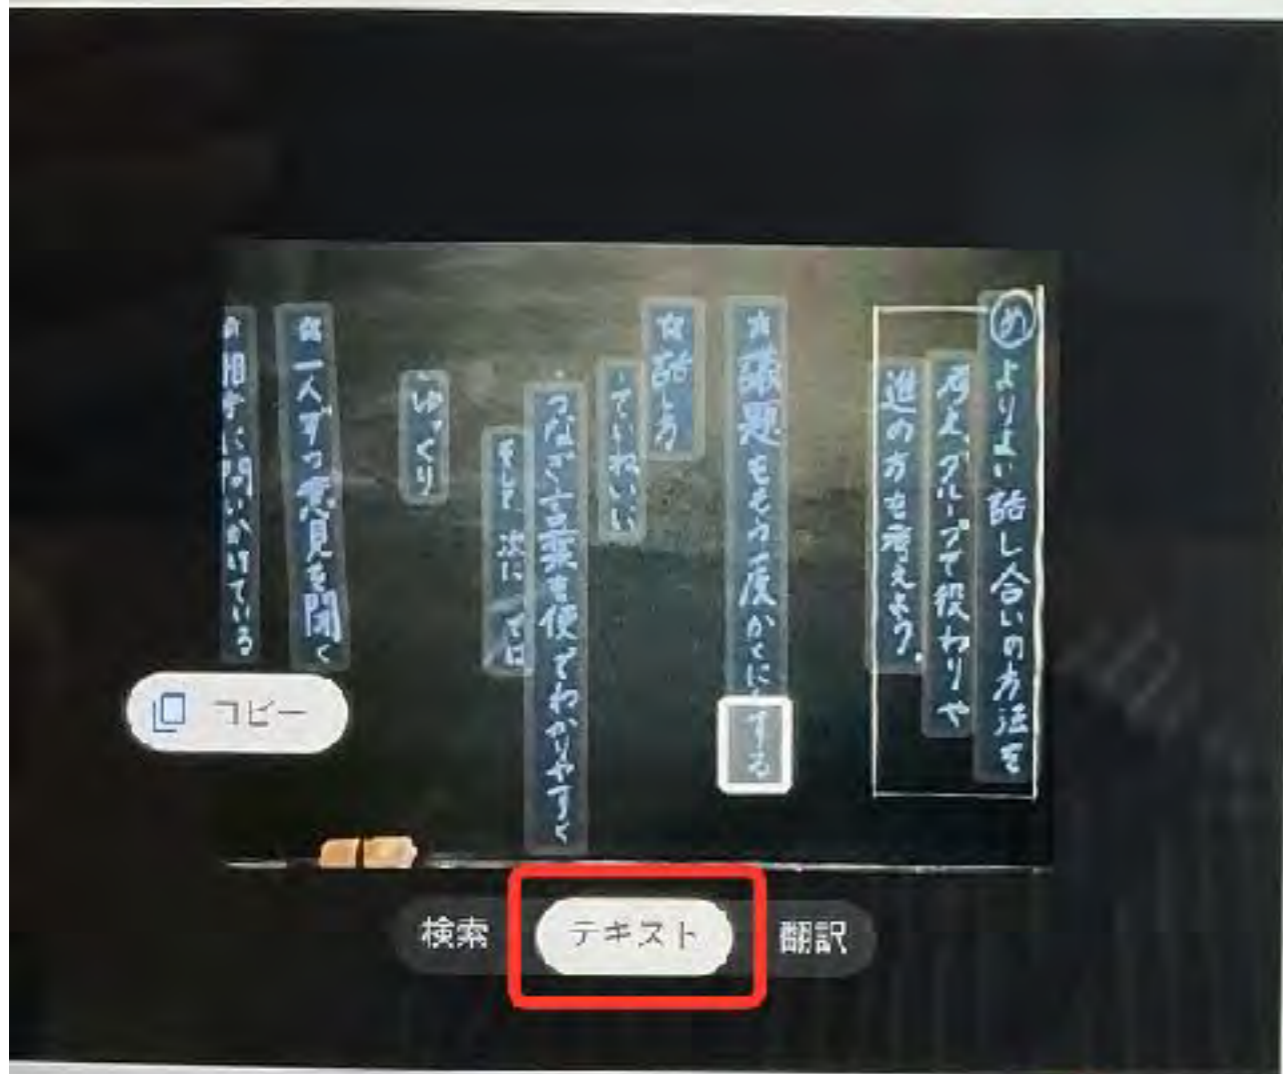 めよりよい話し合いの方法を
考え、グループで役わりや
進め方を考えよう。
☆議題をもう一度かくにんする
☆話し方
・ていねいに
・つなぎ言葉を使ってわかりやすく
そして 次に では
・ゆっくり
☆一人ずつ意見を聞く
☆相手に問いかけている
コピー
検索
テキスト
翻訳